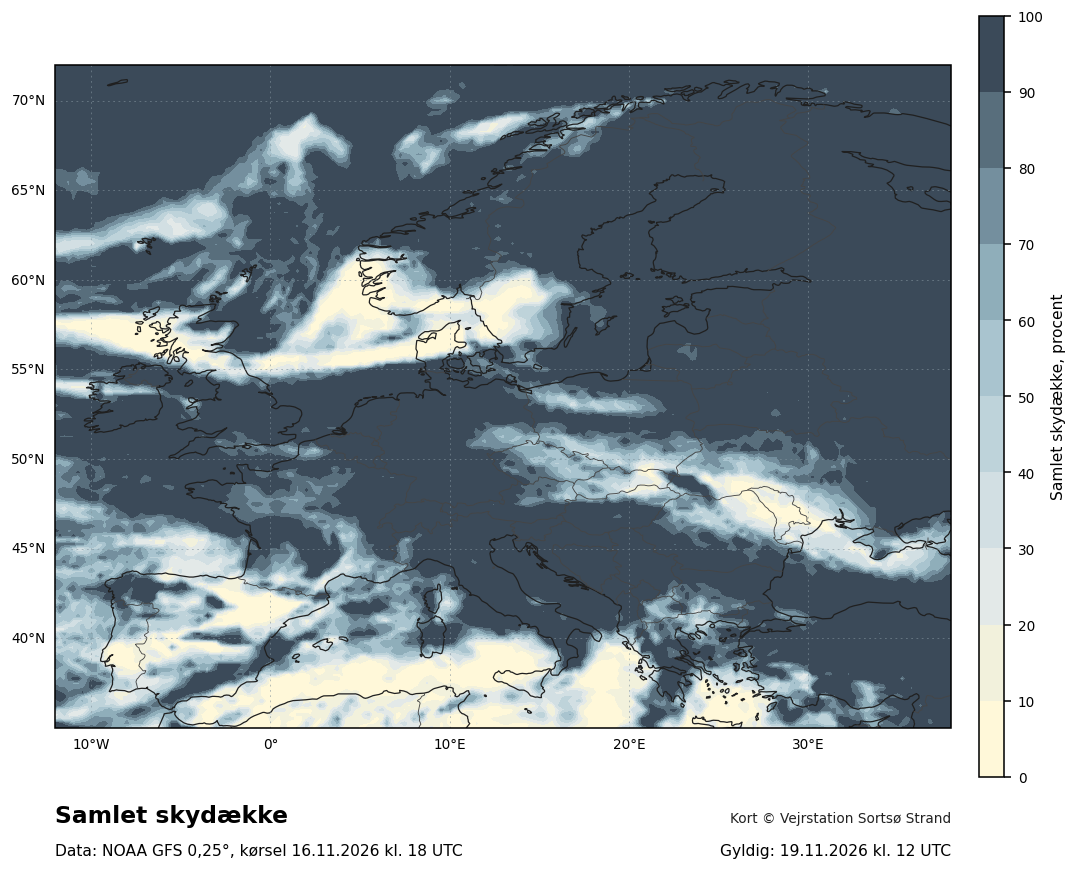 100
90
80
70
60
50
40
30
20
10
0
Samlet skydække, procent
70°N
65°N
60°N
55°N
50°N
45°N
40°N
10°W
0°
10°E
20°E
30°E
Samlet skydække
Kort © Vejrstation Sortsø Strand
Data: NOAA GFS 0,25°, kørsel 16.11.2026 kl. 18 UTC
Gyldig: 19.11.2026 kl. 12 UTC